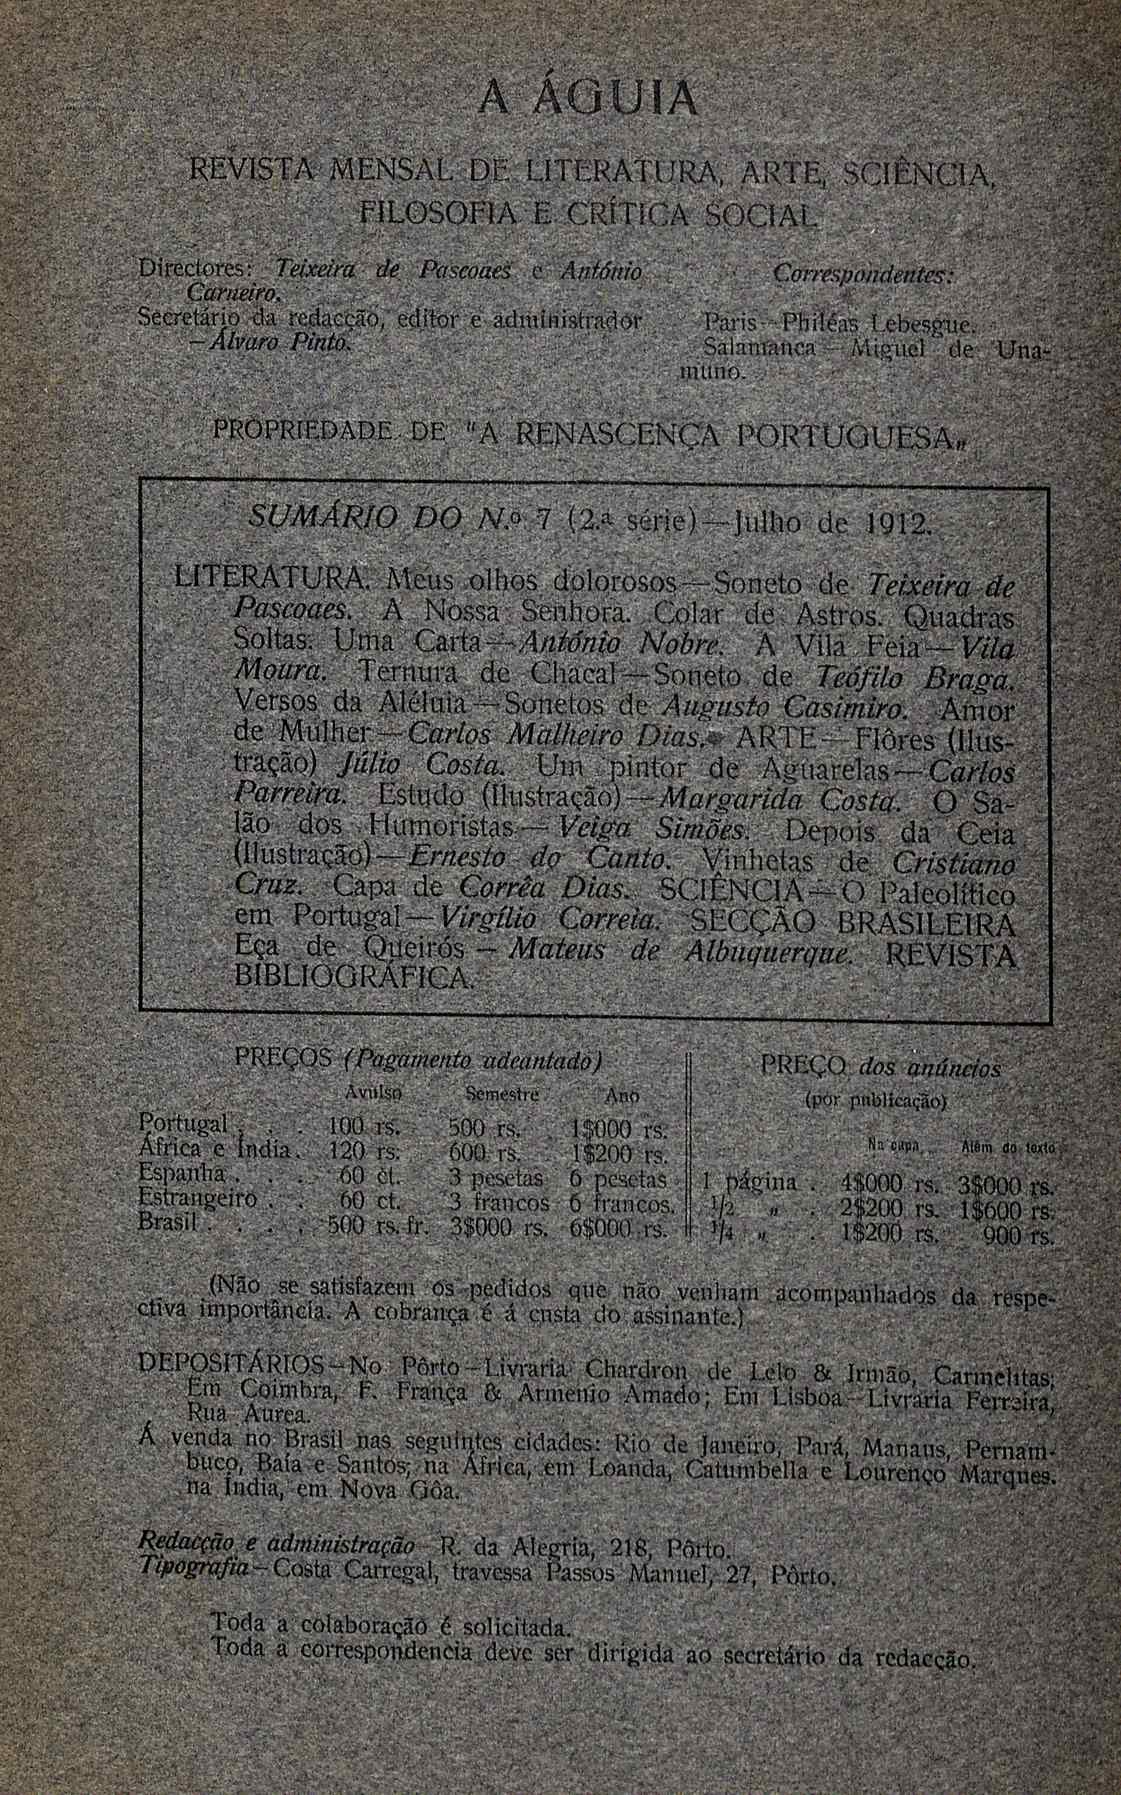 A ÁGUIA
REVISTA MENSAL DE LITERATURA, ARTE, SCIÊNCIA,
FILOSOFIA E CRÍTICA SOCIAL
Directores: Teixeira de Pascoaes e António
Carneiro.
Secretário da redacção, editor e administrador
—Álvaro Pinto.
Correspondentes:
Paris—Philéas Lebesgue.
Salamanca—Miguel de Una-
muno.
PROPRIEDADE DE "A RENASCENÇA PORTUGUESA„
SUMÁRIO DO N.º 7 (2.ª série)—Julho de 1912.
LITERATURA. Meus olhos dolorosos—Soneto de Teixeira de
Pascoaes. A Nossa Senhora. Colar de Astros. Quadras
Soltas. Uma Carta—António Nobre. A Vila Feia—Vila
Moura. Ternura de Chacal—Soneto de Teófilo Braga.
Versos da Aléluia—Sonetos de Augusto Casimiro. Amor
de Mulher—Carlos Malheiro Dias. ARTE—Flôres (Ilus-
tração) Júlio Costa. Um pintor de Aguarelas—Carlos
Parreira. Estudo (Ilustração)—Margarida Costa. O Sa-
lão dos Humoristas—Veiga Simões. Depois da Ceia
(Ilustração)—Ernesto do Canto. Vinhetas de Cristiano
Cruz. Capa de Corrêa Dias. SCIÊNCIA—O Paleolítico
em Portugal—Virgílio Correia. SECÇÃO BRASILEIRA
Eça de Queirós—Mateus de Albuquerque. REVISTA
BIBLIOGRÁFICA.
PREÇOS (Pagamento adeantado)
Avulso Semestre Ano
Portugal . . . 100 rs. 500 rs. 1$000 rs.
África e Índia. 120 rs. 600 rs. 1$200 rs.
Espanha . . . 60 ct. 3 pesetas 6 pesetas
Estrangeiro . . 60 ct. 3 francos 6 francos.
Brasil . . . . 500 rs. fr. 3$000 rs. 6$000 rs.
PREÇO dos anúncios
(por publicação)
Na capa Além do texto
1 página . 4$000 rs. 3$000 rs.
1/2 „ . 2$200 rs. 1$600 rs.
1/4 „ . 1$200 rs. 900 rs.
(Não se satisfazem os pedidos que não venham acompanhados da respe-
ctiva importância. A cobrança é á custa do assinante.)
DEPOSITÁRIOS—No Pôrto—Livraria Chardron de Lelo & Irmão, Carmelitas;
Em Coimbra, F. França & Armenio Amado; Em Lisboa—Livraria Ferreira,
Rua Aurea.
Á venda no Brasil nas seguintes cidades: Rio de Janeiro, Pará, Manaus, Pernam-
buco, Baía e Santos; na África, em Loanda, Catumbella e Lourenço Marques.
na Índia, em Nova Gôa.
Redacção e administração—R. da Alegria, 218, Pôrto.
Tipografia—Costa Carregal, travessa Passos Manuel, 27, Pôrto.
Toda a colaboração é solicitada.
Toda a correspondencia deve ser dirigida ao secretário da redacção.